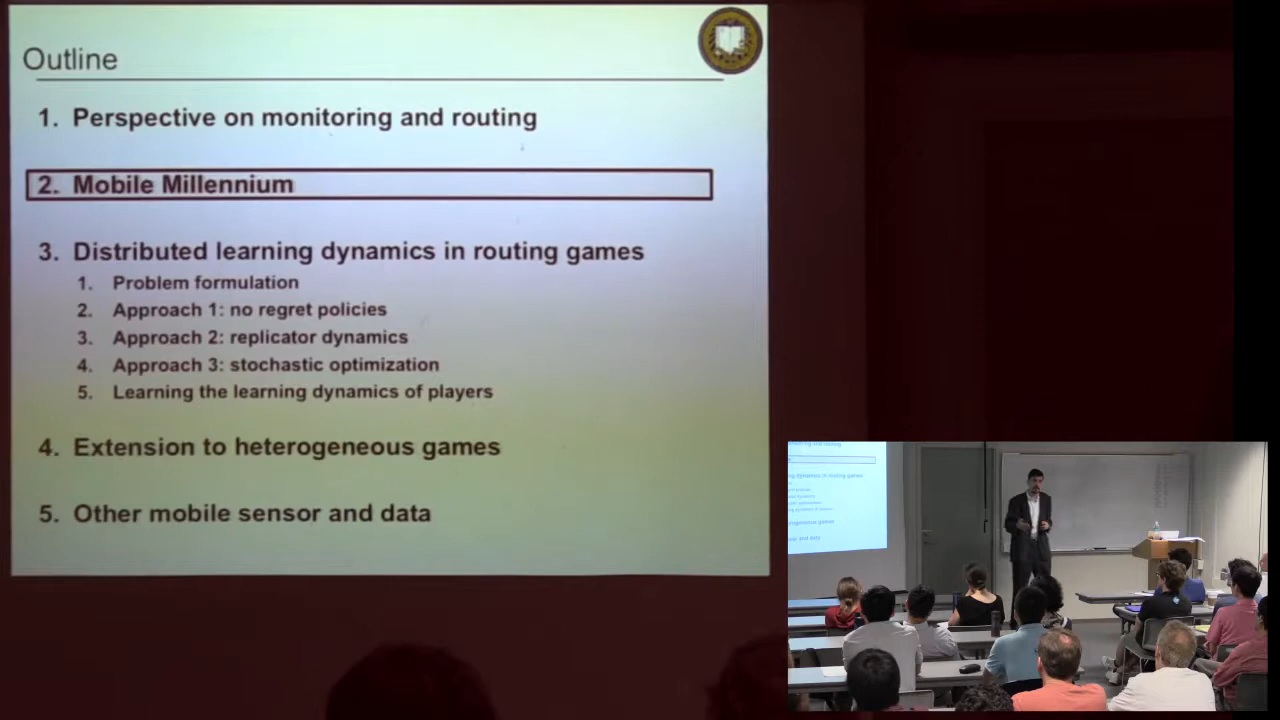 Outline
1. Perspective on monitoring and routing
2. Mobile Millennium
3. Distributed learning dynamics in routing games
1. Problem formulation
2. Approach 1: no regret policies
3. Approach 2: replicator dynamics
4. Approach 3: stochastic optimization
5. Learning the learning dynamics of players
4. Extension to heterogeneous games
5. Other mobile sensor and data